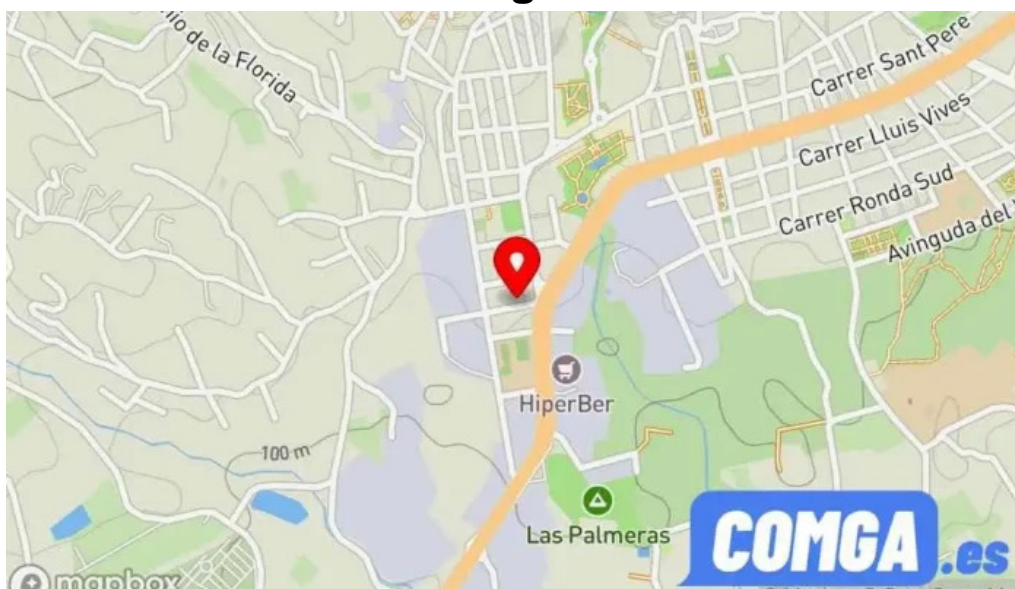 de la Florida
Carrer Sant Pere
Carrer Lluis Vives
Carrer Ronda Sud
Avinguda del
HiperBer
100 m
Las Palmeras
COMGA.es
mapbox